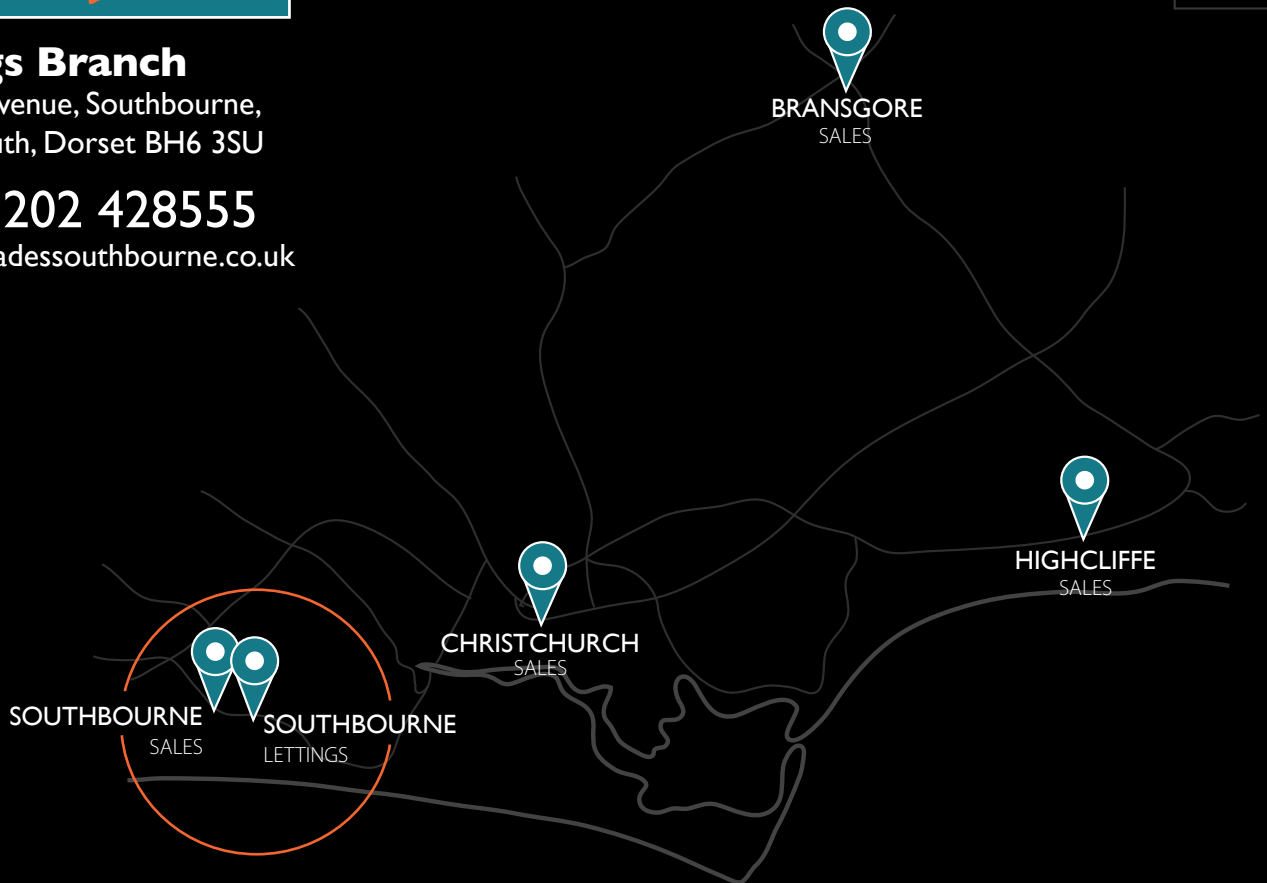 gs Branch
venue, Southbourne,
uth, Dorset BH6 3SU
202 428555
adessouthbourne.co.uk
BRANSGORE
SALES
HIGHCLIFFE
SALES
CHRISTCHURCH
SALES
SOUTHBOURNE
SALES
SOUTHBOURNE
LETTINGS